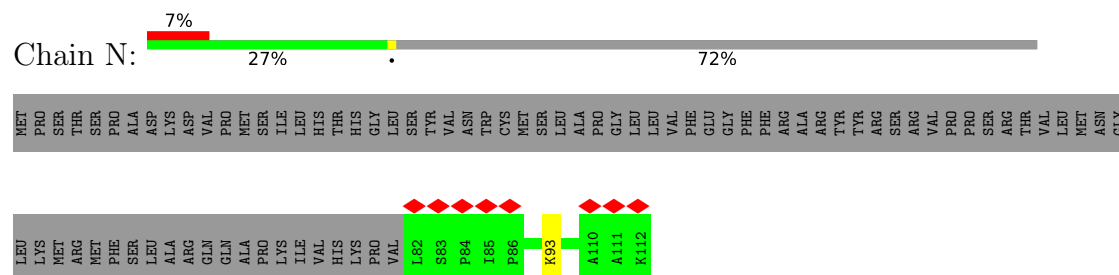 7%
Chain N:
27% • 72%
MET PRO SER THR SER PRO ALA ASP LYS ASP VAL PRO MET SER ILE LEU HIS THR HIS GLY LEU SER TYR VAL ASN TRP CYS MET SER LEU ALA PRO GLY LEU LEU VAL PHE GLU GLY PHE PHE ARG ALA ARG TYR TYR ARG SER ARG VAL PRO PRO SER ARG THR VAL LEU MET ASN GLY
LEU LYS MET ARG MET PHE SER LEU ALA ARG GLN GLN ALA PRO LYS ILE VAL HIS LYS PRO VAL L82 S83 P84 I85 P86 K93 A110 A111 K112